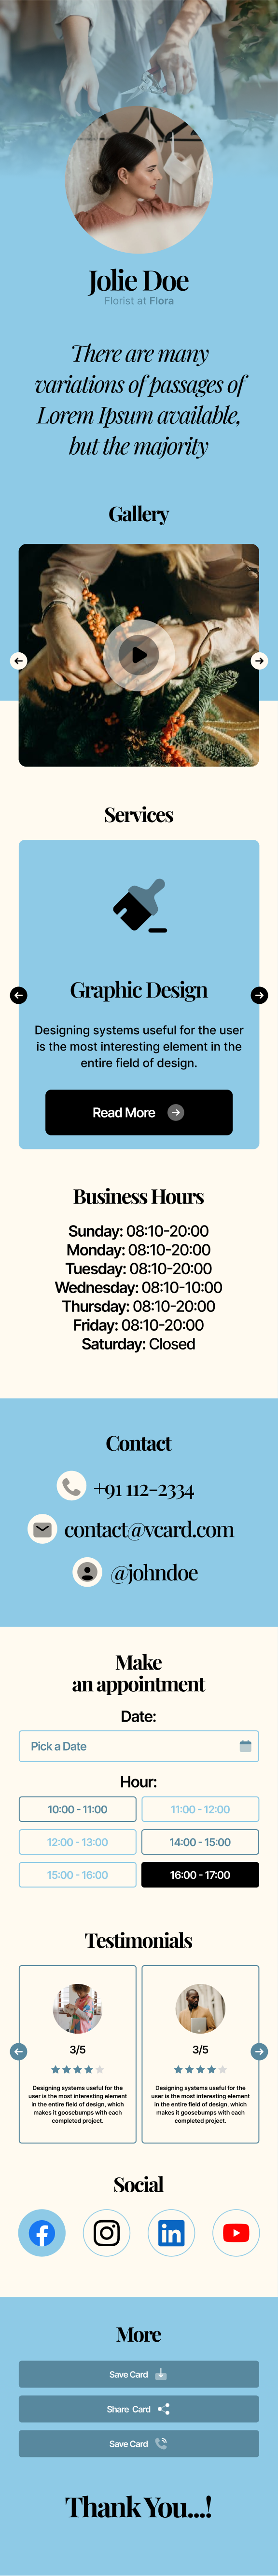 Jolie Doe
Florist at Flora
There are many
variations of passages of
Lorem Ipsum available,
but the majority
Gallery
Services
Graphic Design
Designing systems useful for the user
is the most interesting element in the
entire field of design.
Read More
Business Hours
Sunday: 08:10-20:00
Monday: 08:10-20:00
Tuesday: 08:10-20:00
Wednesday: 08:10-10:00
Thursday: 08:10-20:00
Friday: 08:10-20:00
Saturday: Closed
Contact
+91 112-2334
contact@vcard.com
@johndoe
Make
an appointment
Date:
Pick a Date
Hour:
10:00 - 11:00
11:00 - 12:00
12:00 - 13:00
14:00 - 15:00
15:00 - 16:00
16:00 - 17:00
Testimonials
3/5
Designing systems useful for the
user is the most interesting element
in the entire field of design, which
makes it goosebumps with each
completed project.
3/5
Designing systems useful for the
user is the most interesting element
in the entire field of design, which
makes it goosebumps with each
completed project.
Social
in
More
Save Card
Share Card
Save Card
Thank You...!